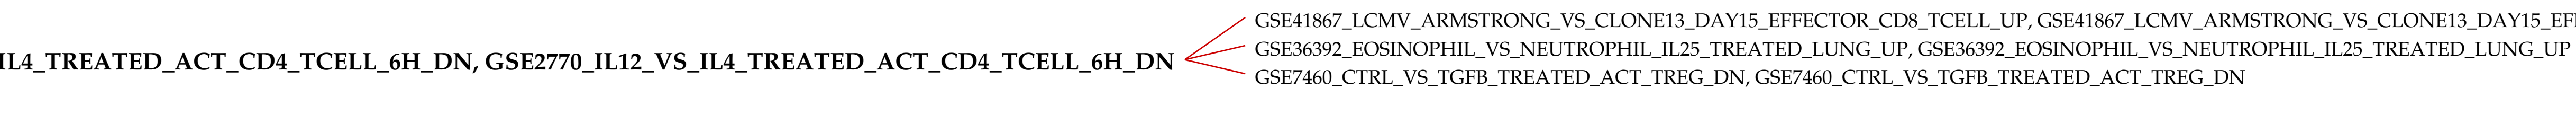 IL4_TREATED_ACT_CD4_TCELL_6H_DN, GSE2770_IL12_VS_IL4_TREATED_ACT_CD4_TCELL_6H_DN
GSE41867_LCMV_ARMSTRONG_VS_CLONE13_DAY15_EFFECTOR_CD8_TCELL_UP, GSE41867_LCMV_ARMSTRONG_VS_CLONE13_DAY15_EF
GSE36392_EOSINOPHIL_VS_NEUTROPHIL_IL25_TREATED_LUNG_UP, GSE36392_EOSINOPHIL_VS_NEUTROPHIL_IL25_TREATED_LUNG_UP
GSE7460_CTRL_VS_TGFB_TREATED_ACT_TREG_DN, GSE7460_CTRL_VS_TGFB_TREATED_ACT_TREG_DN